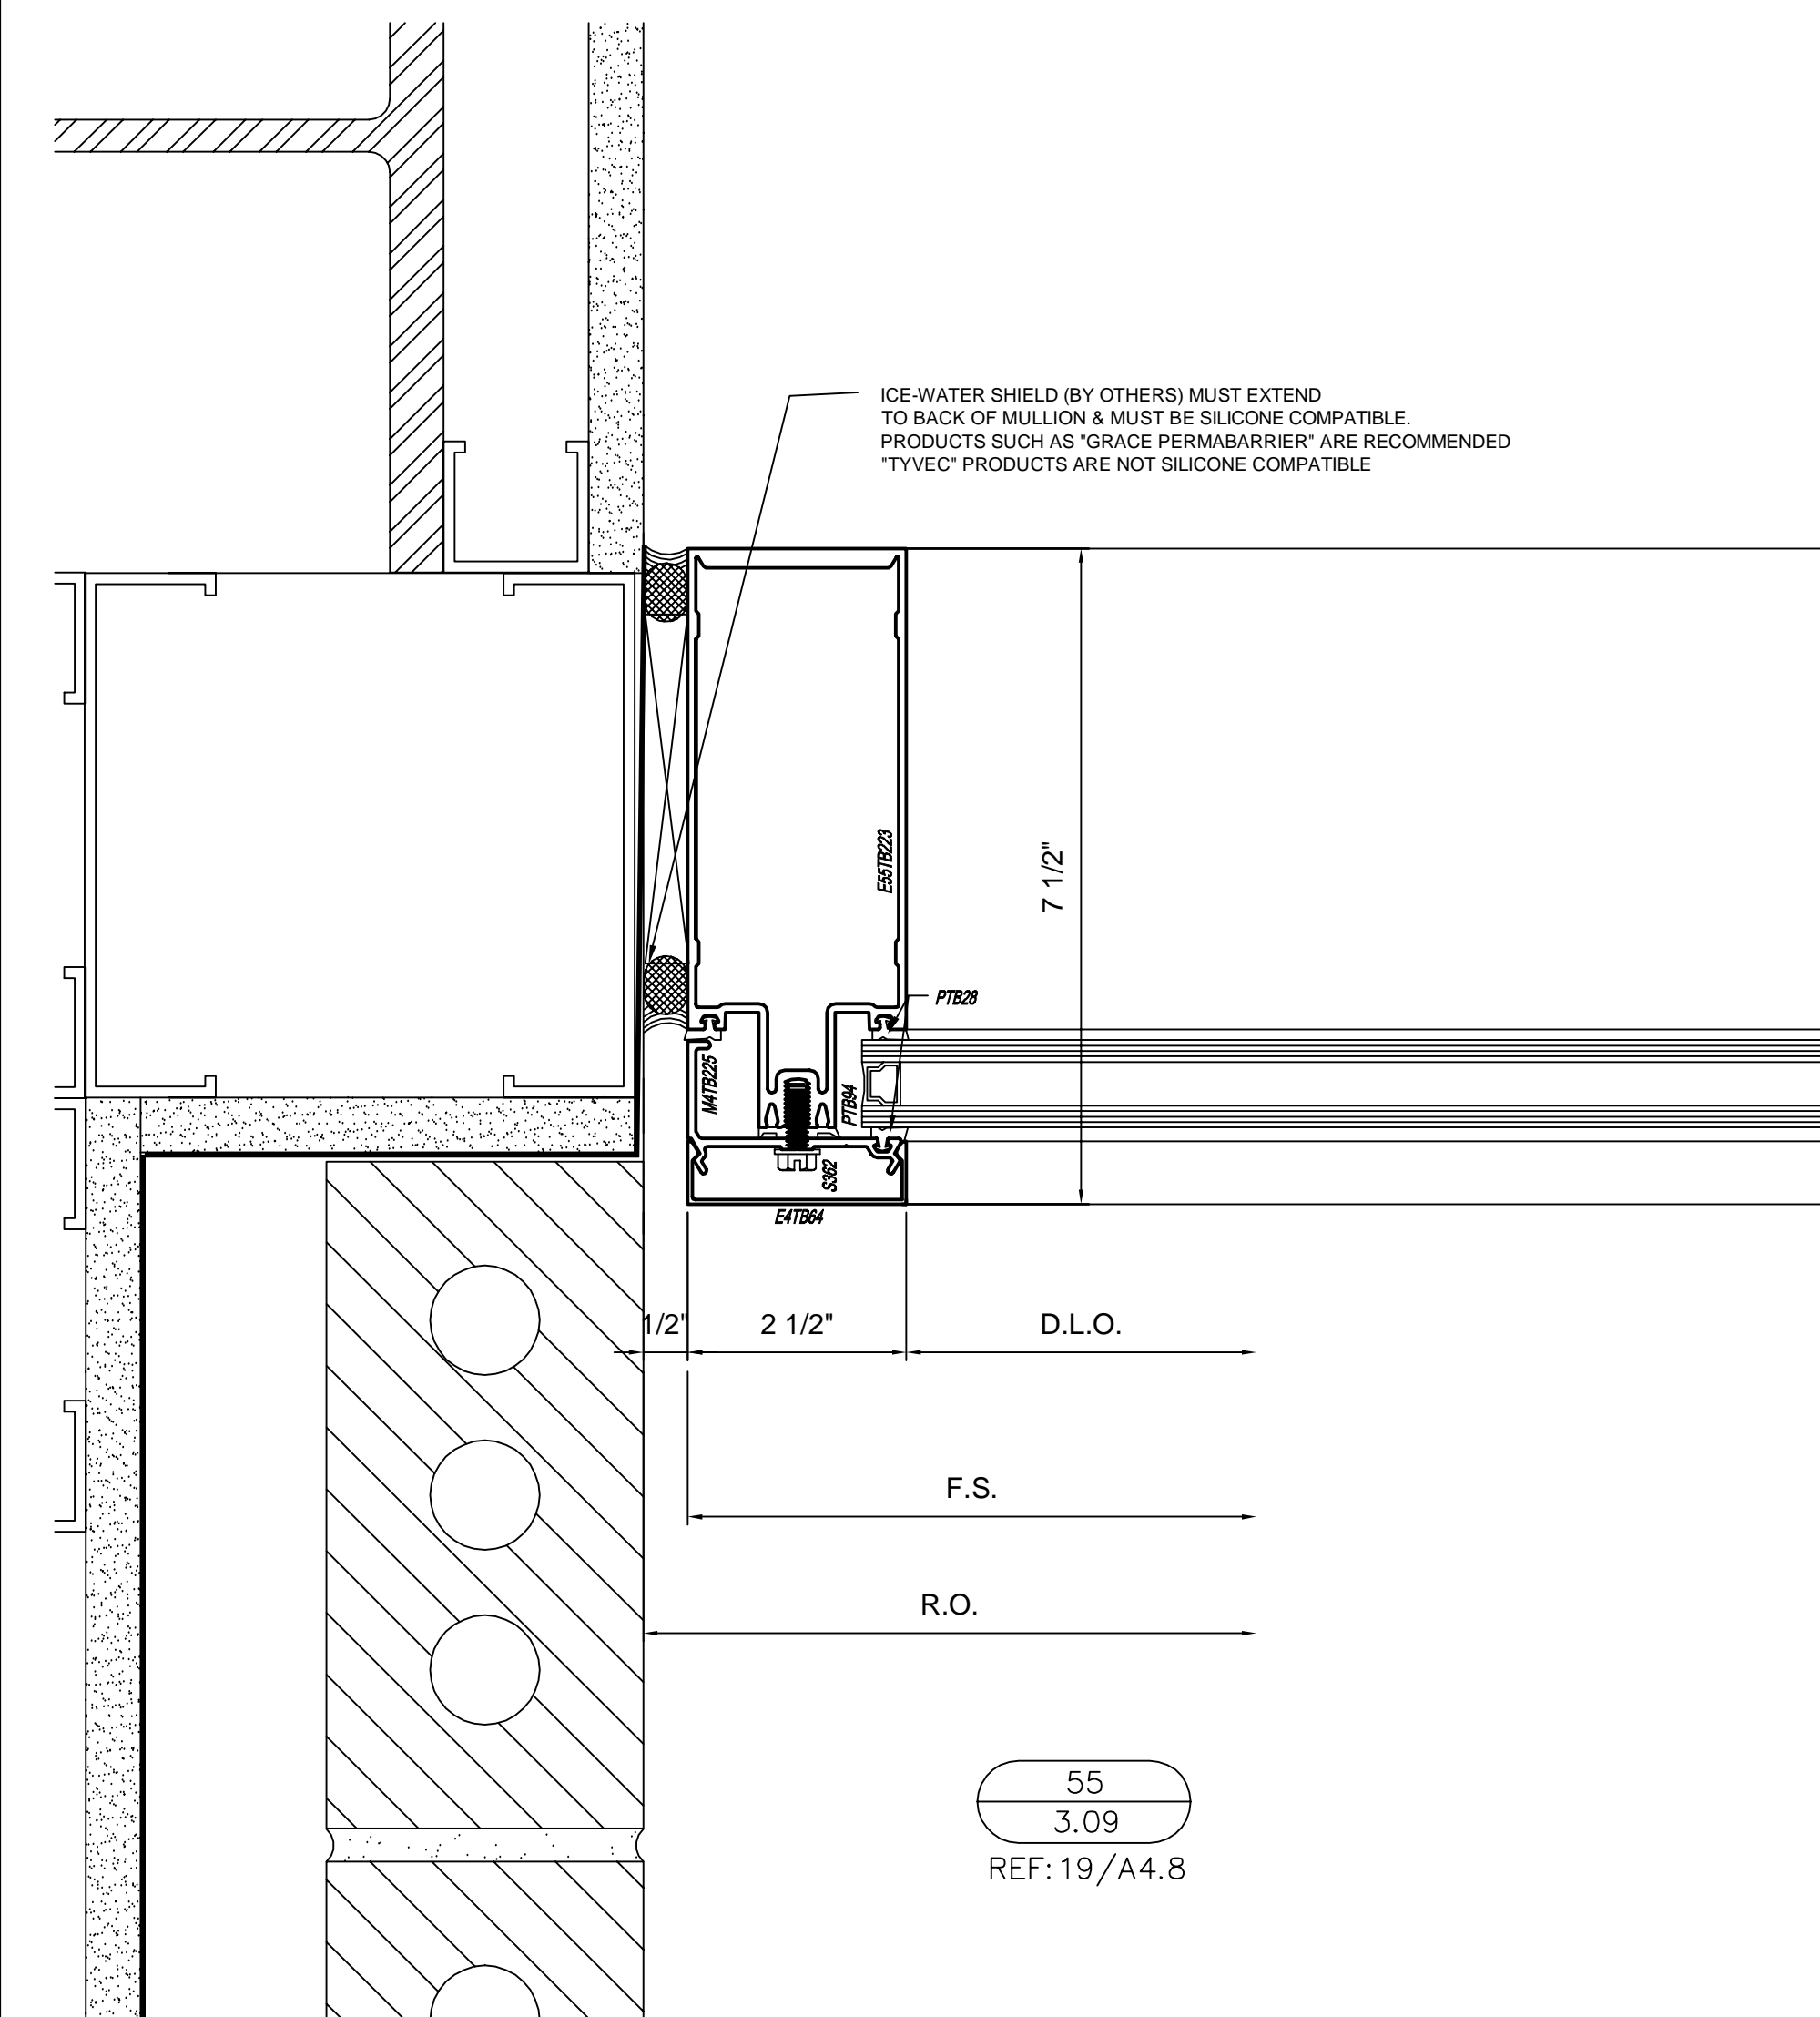 ICE-WATER SHIELD (BY OTHERS) MUST EXTEND
TO BACK OF MULLION & MUST BE SILICONE COMPATIBLE.
PRODUCTS SUCH AS "GRACE PERMABARRIER" ARE RECOMMENDED
"TYVEC" PRODUCTS ARE NOT SILICONE COMPATIBLE
E55TB223
7 1/2"
PTB28
M4TB225
PTB94
S362
E4TB64
1/2"
2 1/2"
D.L.O.
F.S.
R.O.
55
3.09
REF: 19/A4.8